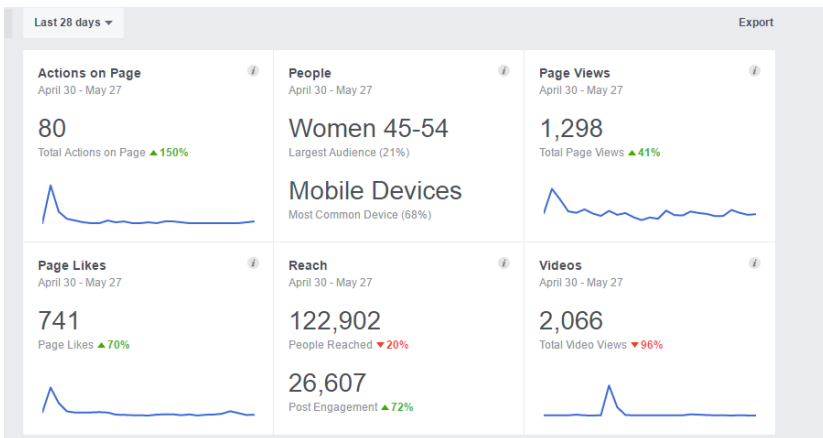 Last 28 days
Export
Actions on Page
April 30 - May 27
80
Total Actions on Page ▲150%
People
April 30 - May 27
Women 45-54
Largest Audience (21%)
Mobile Devices
Most Common Device (68%)
Page Views
April 30 - May 27
1,298
Total Page Views ▲41%
Page Likes
April 30 - May 27
741
Page Likes ▲70%
Reach
April 30 - May 27
122,902
People Reached ▼20%
26,607
Post Engagement ▲72%
Videos
April 30 - May 27
2,066
Total Video Views ▼96%